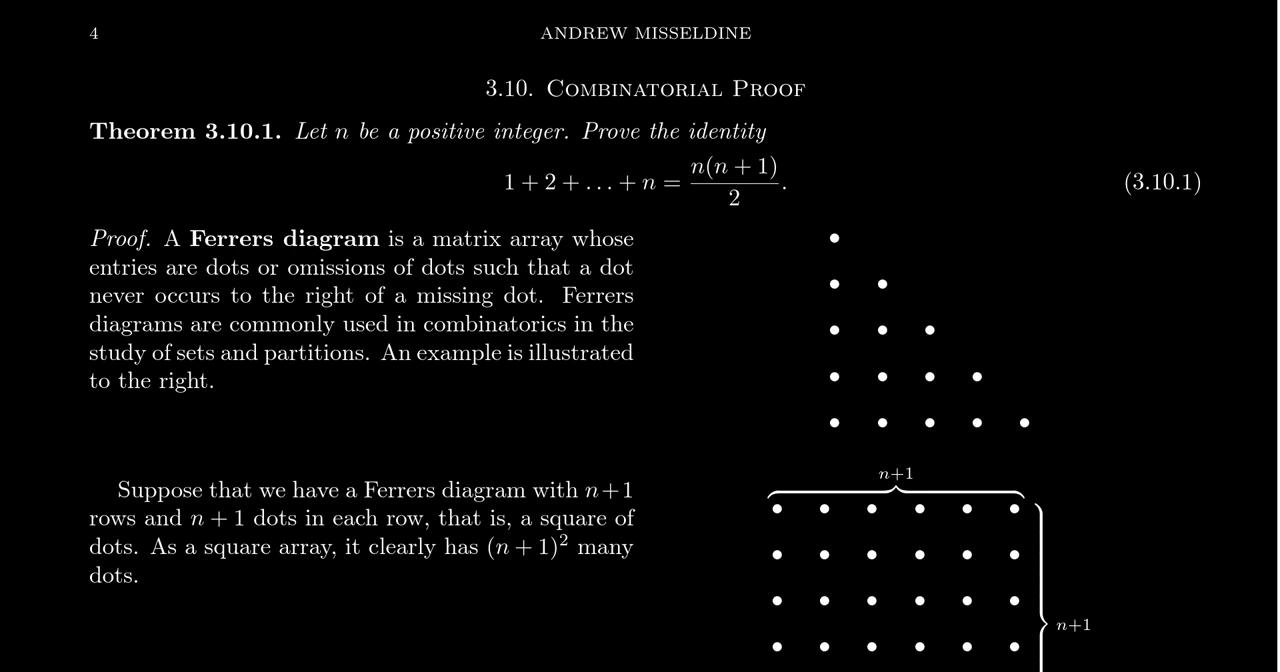 4
ANDREW MISSELDINE
3.10. Combinatorial Proof
Theorem 3.10.1. Let n be a positive integer. Prove the identity
1 + 2 + . . . + n = n(n + 1) / 2 . (3.10.1)
Proof. A Ferrers diagram is a matrix array whose
entries are dots or omissions of dots such that a dot
never occurs to the right of a missing dot. Ferrers
diagrams are commonly used in combinatorics in the
study of sets and partitions. An example is illustrated
to the right.
Suppose that we have a Ferrers diagram with n+1
rows and n + 1 dots in each row, that is, a square of
dots. As a square array, it clearly has (n + 1)² many
dots.
n+1
n+1